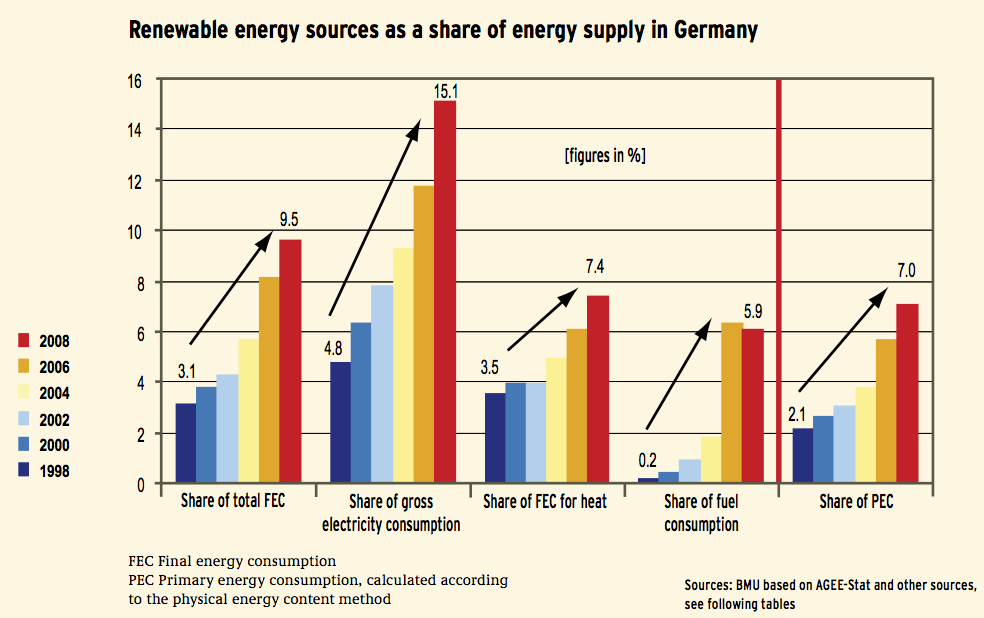 Renewable energy sources as a share of energy supply in Germany
16
14
12
10
8
6
4
2
0
[figures in %]
3.1
9.5
4.8
15.1
3.5
7.4
0.2
5.9
2.1
7.0
2008
2006
2004
2002
2000
1998
Share of total FEC
Share of gross
electricity consumption
Share of FEC for heat
Share of fuel
consumption
Share of PEC
FEC Final energy consumption
PEC Primary energy consumption, calculated according
to the physical energy content method
Sources: BMU based on AGEE-Stat and other sources,
see following tables